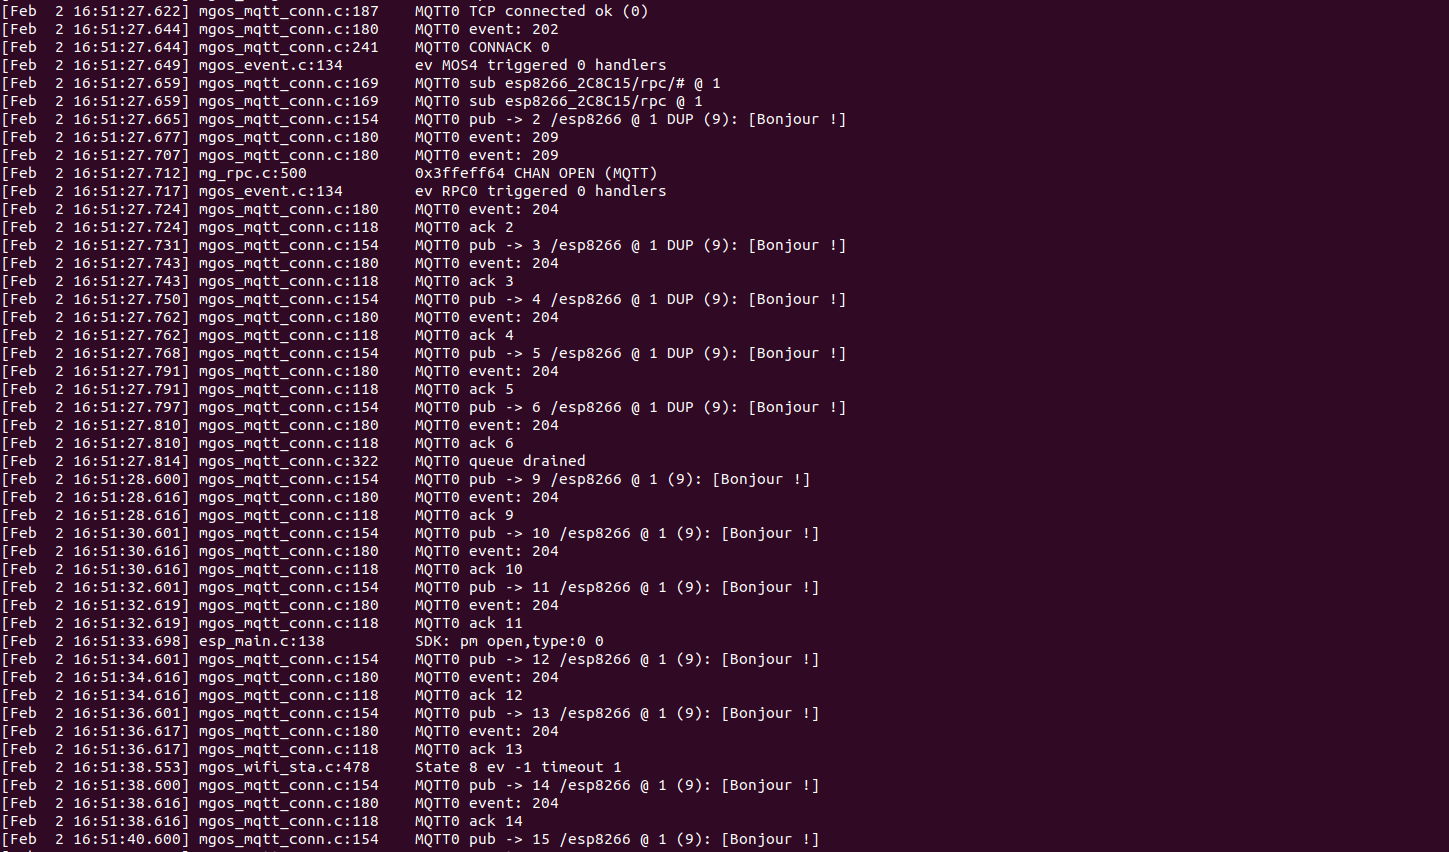 [Feb  2 16:51:27.622] mgos_mqtt_conn.c:187    MQTT0 TCP connected ok (0)
[Feb  2 16:51:27.644] mgos_mqtt_conn.c:180    MQTT0 event: 202
[Feb  2 16:51:27.644] mgos_mqtt_conn.c:241    MQTT0 CONNACK 0
[Feb  2 16:51:27.649] mgos_event.c:134        ev MOS4 triggered 0 handlers
[Feb  2 16:51:27.659] mgos_mqtt_conn.c:169    MQTT0 sub esp8266_2C8C15/rpc/# @ 1
[Feb  2 16:51:27.659] mgos_mqtt_conn.c:169    MQTT0 sub esp8266_2C8C15/rpc @ 1
[Feb  2 16:51:27.665] mgos_mqtt_conn.c:154    MQTT0 pub -> 2 /esp8266 @ 1 DUP (9): [Bonjour !]
[Feb  2 16:51:27.677] mgos_mqtt_conn.c:180    MQTT0 event: 209
[Feb  2 16:51:27.707] mgos_mqtt_conn.c:180    MQTT0 event: 209
[Feb  2 16:51:27.712] mg_rpc.c:500            0x3ffeff64 CHAN OPEN (MQTT)
[Feb  2 16:51:27.717] mgos_event.c:134        ev RPC0 triggered 0 handlers
[Feb  2 16:51:27.724] mgos_mqtt_conn.c:180    MQTT0 event: 204
[Feb  2 16:51:27.724] mgos_mqtt_conn.c:118    MQTT0 ack 2
[Feb  2 16:51:27.731] mgos_mqtt_conn.c:154    MQTT0 pub -> 3 /esp8266 @ 1 DUP (9): [Bonjour !]
[Feb  2 16:51:27.743] mgos_mqtt_conn.c:180    MQTT0 event: 204
[Feb  2 16:51:27.743] mgos_mqtt_conn.c:118    MQTT0 ack 3
[Feb  2 16:51:27.750] mgos_mqtt_conn.c:154    MQTT0 pub -> 4 /esp8266 @ 1 DUP (9): [Bonjour !]
[Feb  2 16:51:27.762] mgos_mqtt_conn.c:180    MQTT0 event: 204
[Feb  2 16:51:27.762] mgos_mqtt_conn.c:118    MQTT0 ack 4
[Feb  2 16:51:27.768] mgos_mqtt_conn.c:154    MQTT0 pub -> 5 /esp8266 @ 1 DUP (9): [Bonjour !]
[Feb  2 16:51:27.791] mgos_mqtt_conn.c:180    MQTT0 event: 204
[Feb  2 16:51:27.791] mgos_mqtt_conn.c:118    MQTT0 ack 5
[Feb  2 16:51:27.797] mgos_mqtt_conn.c:154    MQTT0 pub -> 6 /esp8266 @ 1 DUP (9): [Bonjour !]
[Feb  2 16:51:27.810] mgos_mqtt_conn.c:180    MQTT0 event: 204
[Feb  2 16:51:27.810] mgos_mqtt_conn.c:118    MQTT0 ack 6
[Feb  2 16:51:27.814] mgos_mqtt_conn.c:322    MQTT0 queue drained
[Feb  2 16:51:28.600] mgos_mqtt_conn.c:154    MQTT0 pub -> 9 /esp8266 @ 1 (9): [Bonjour !]
[Feb  2 16:51:28.616] mgos_mqtt_conn.c:180    MQTT0 event: 204
[Feb  2 16:51:28.616] mgos_mqtt_conn.c:118    MQTT0 ack 9
[Feb  2 16:51:30.601] mgos_mqtt_conn.c:154    MQTT0 pub -> 10 /esp8266 @ 1 (9): [Bonjour !]
[Feb  2 16:51:30.616] mgos_mqtt_conn.c:180    MQTT0 event: 204
[Feb  2 16:51:30.616] mgos_mqtt_conn.c:118    MQTT0 ack 10
[Feb  2 16:51:32.601] mgos_mqtt_conn.c:154    MQTT0 pub -> 11 /esp8266 @ 1 (9): [Bonjour !]
[Feb  2 16:51:32.619] mgos_mqtt_conn.c:180    MQTT0 event: 204
[Feb  2 16:51:32.619] mgos_mqtt_conn.c:118    MQTT0 ack 11
[Feb  2 16:51:33.698] esp_main.c:138          SDK: pm open,type:0 0
[Feb  2 16:51:34.601] mgos_mqtt_conn.c:154    MQTT0 pub -> 12 /esp8266 @ 1 (9): [Bonjour !]
[Feb  2 16:51:34.616] mgos_mqtt_conn.c:180    MQTT0 event: 204
[Feb  2 16:51:34.616] mgos_mqtt_conn.c:118    MQTT0 ack 12
[Feb  2 16:51:36.601] mgos_mqtt_conn.c:154    MQTT0 pub -> 13 /esp8266 @ 1 (9): [Bonjour !]
[Feb  2 16:51:36.617] mgos_mqtt_conn.c:180    MQTT0 event: 204
[Feb  2 16:51:36.617] mgos_mqtt_conn.c:118    MQTT0 ack 13
[Feb  2 16:51:38.553] mgos_wifi_sta.c:478     State 8 ev -1 timeout 1
[Feb  2 16:51:38.600] mgos_mqtt_conn.c:154    MQTT0 pub -> 14 /esp8266 @ 1 (9): [Bonjour !]
[Feb  2 16:51:38.616] mgos_mqtt_conn.c:180    MQTT0 event: 204
[Feb  2 16:51:38.616] mgos_mqtt_conn.c:118    MQTT0 ack 14
[Feb  2 16:51:40.600] mgos_mqtt_conn.c:154    MQTT0 pub -> 15 /esp8266 @ 1 (9): [Bonjour !]